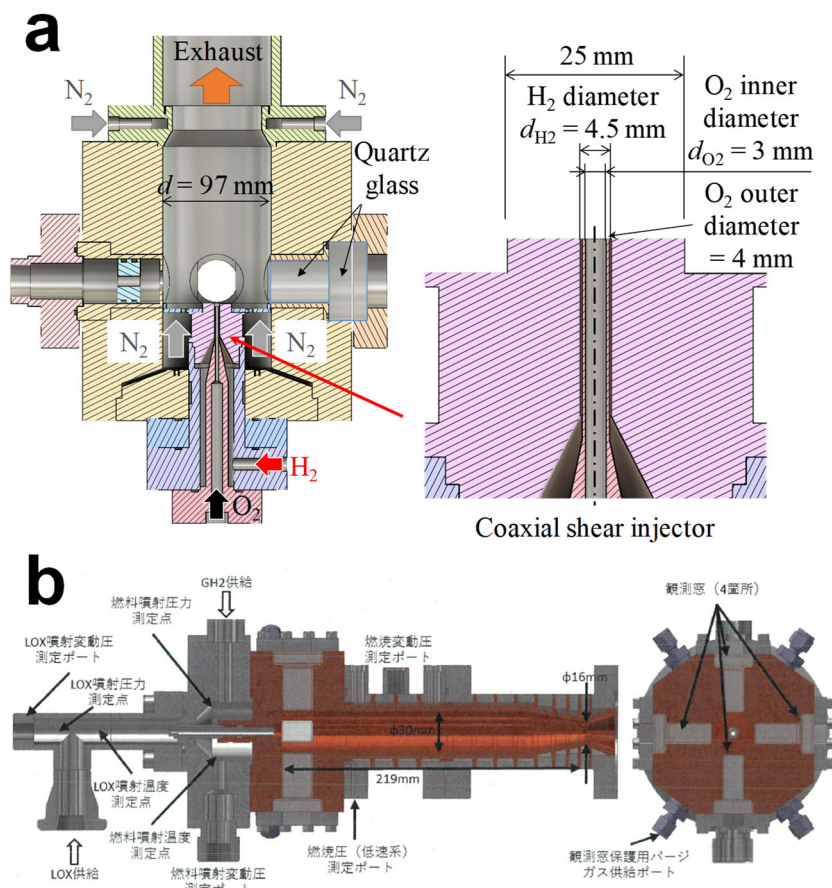 a
Exhaust
N2
N2
d = 97 mm
Quartz
glass
N2
N2
H2
O2
25 mm
H2 diameter
dH2 = 4.5 mm
O2 inner
diameter
dO2 = 3 mm
O2 outer
diameter
= 4 mm
Coaxial shear injector
b
GH2供給
燃料噴射圧力
測定点
LOX噴射変動圧
測定ポート
LOX噴射圧力
測定点
LOX噴射温度
測定点
LOX供給
燃料噴射温度
測定点
燃料噴射変動圧
測定ポート
燃焼変動圧
測定ポート
φ16mm
φ30mm
219mm
燃焼圧（低速系）
測定ポート
観測窓（4箇所）
観測窓保護用パージ
ガス供給ポート